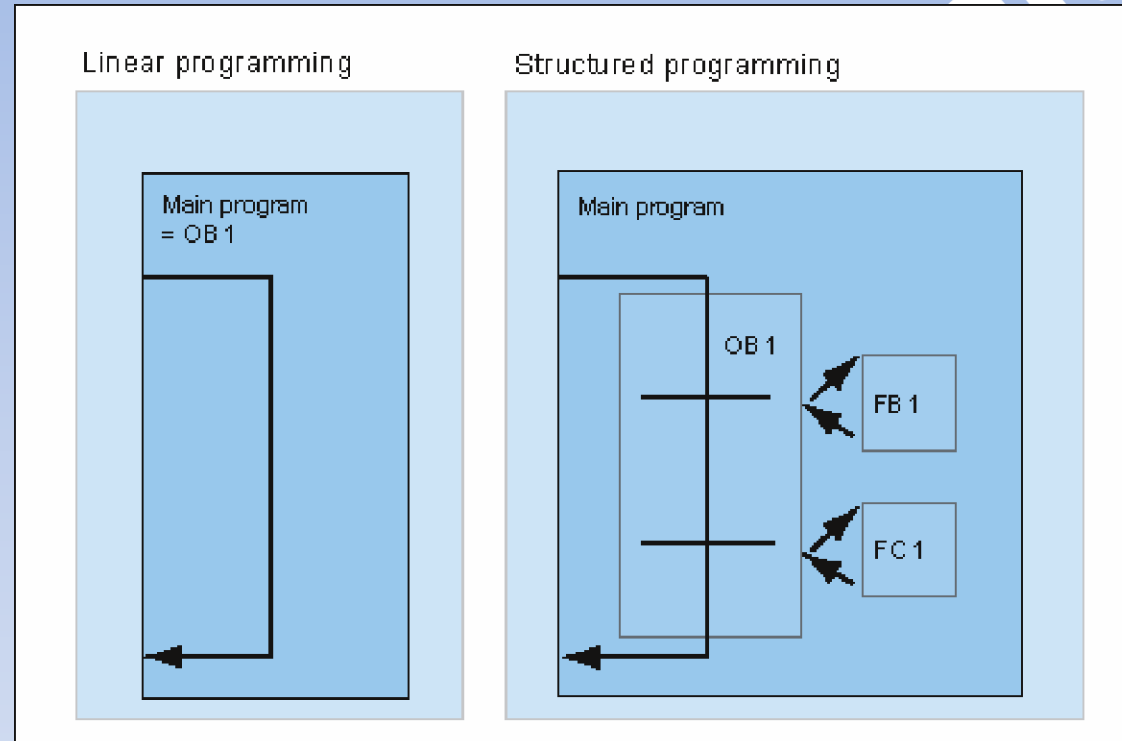 Linear programming
Structured programming
Main program
= OB 1
Main program
OB 1
FB 1
FC 1